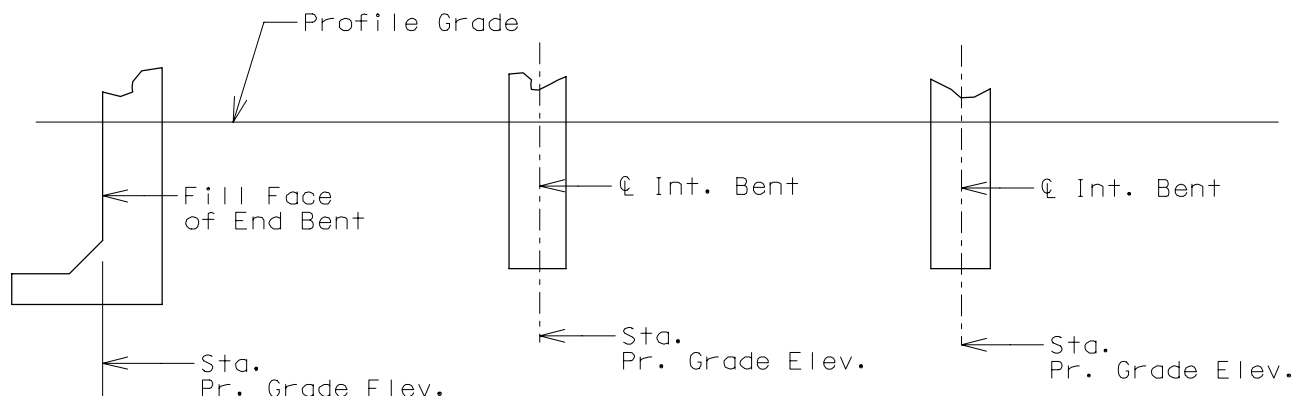 Profile Grade
Fill Face
of End Bent
℄ Int. Bent
℄ Int. Bent
Sta.
Pr. Grade Elev.
Sta.
Pr. Grade Elev.
Sta.
Pr. Grade Elev.